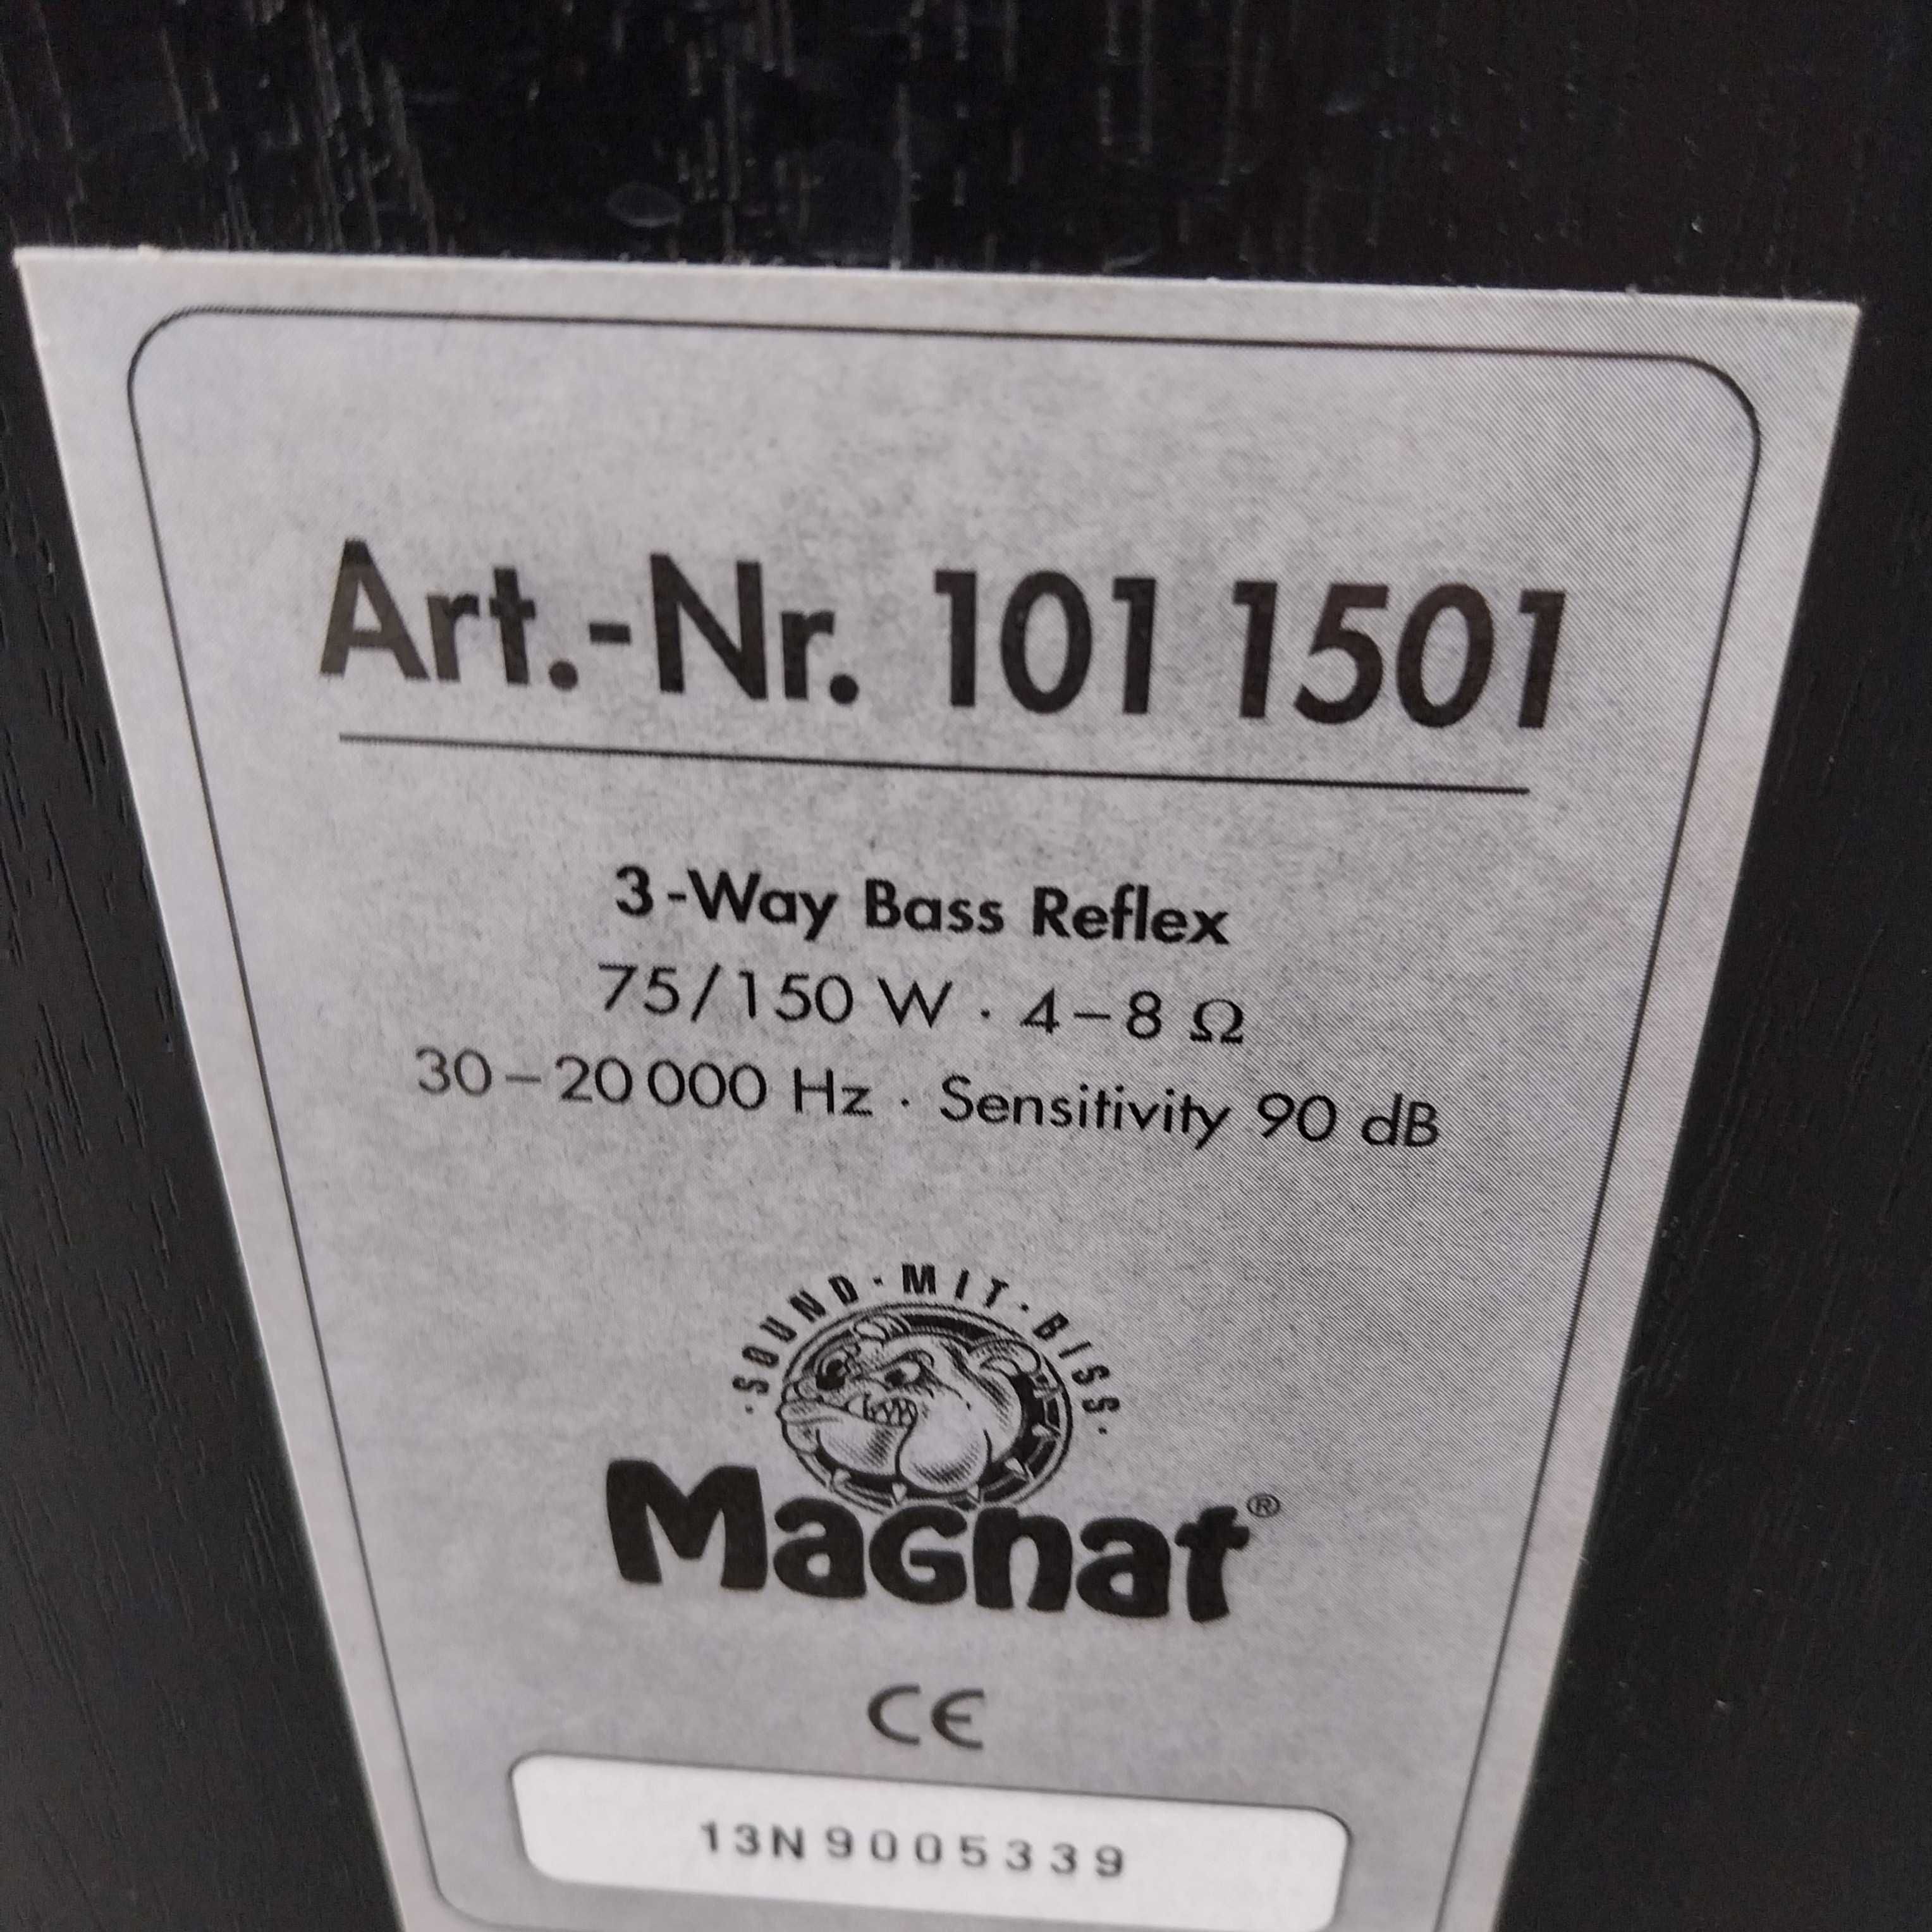 Art.-Nr. 101 1501
3-Way Bass Reflex
75/150 W · 4–8 Ω
30–20 000 Hz · Sensitivity 90 dB
· SOUND · MIT · BISS ·
Magnat®
CE
13N9005339